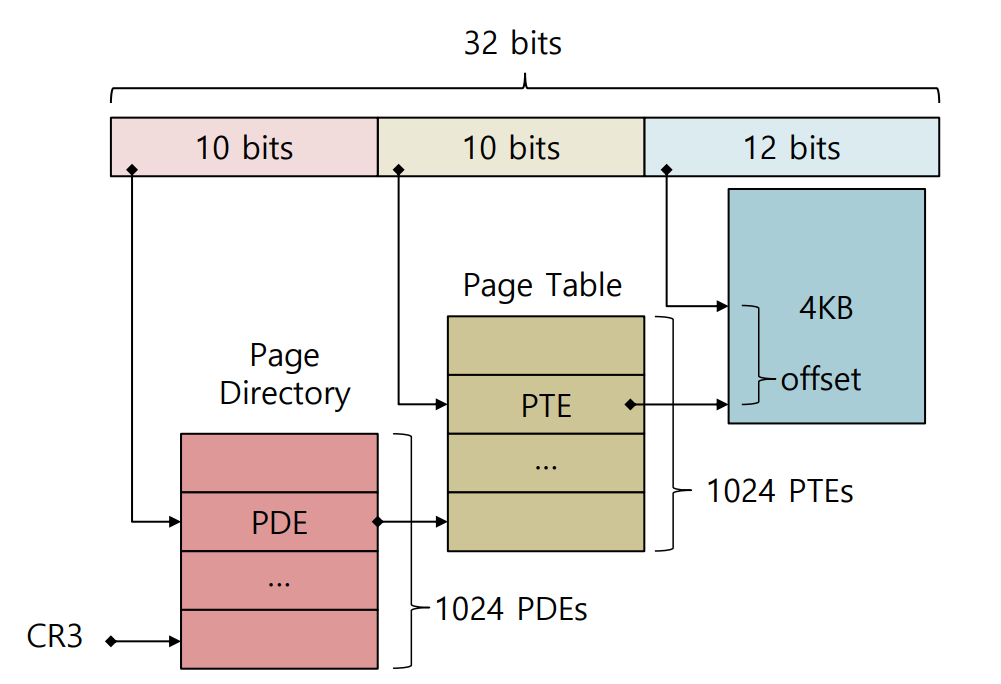 32 bits
10 bits
10 bits
12 bits
Page Table
4KB
Page
Directory
offset
PTE
...
1024 PTEs
PDE
...
1024 PDEs
CR3